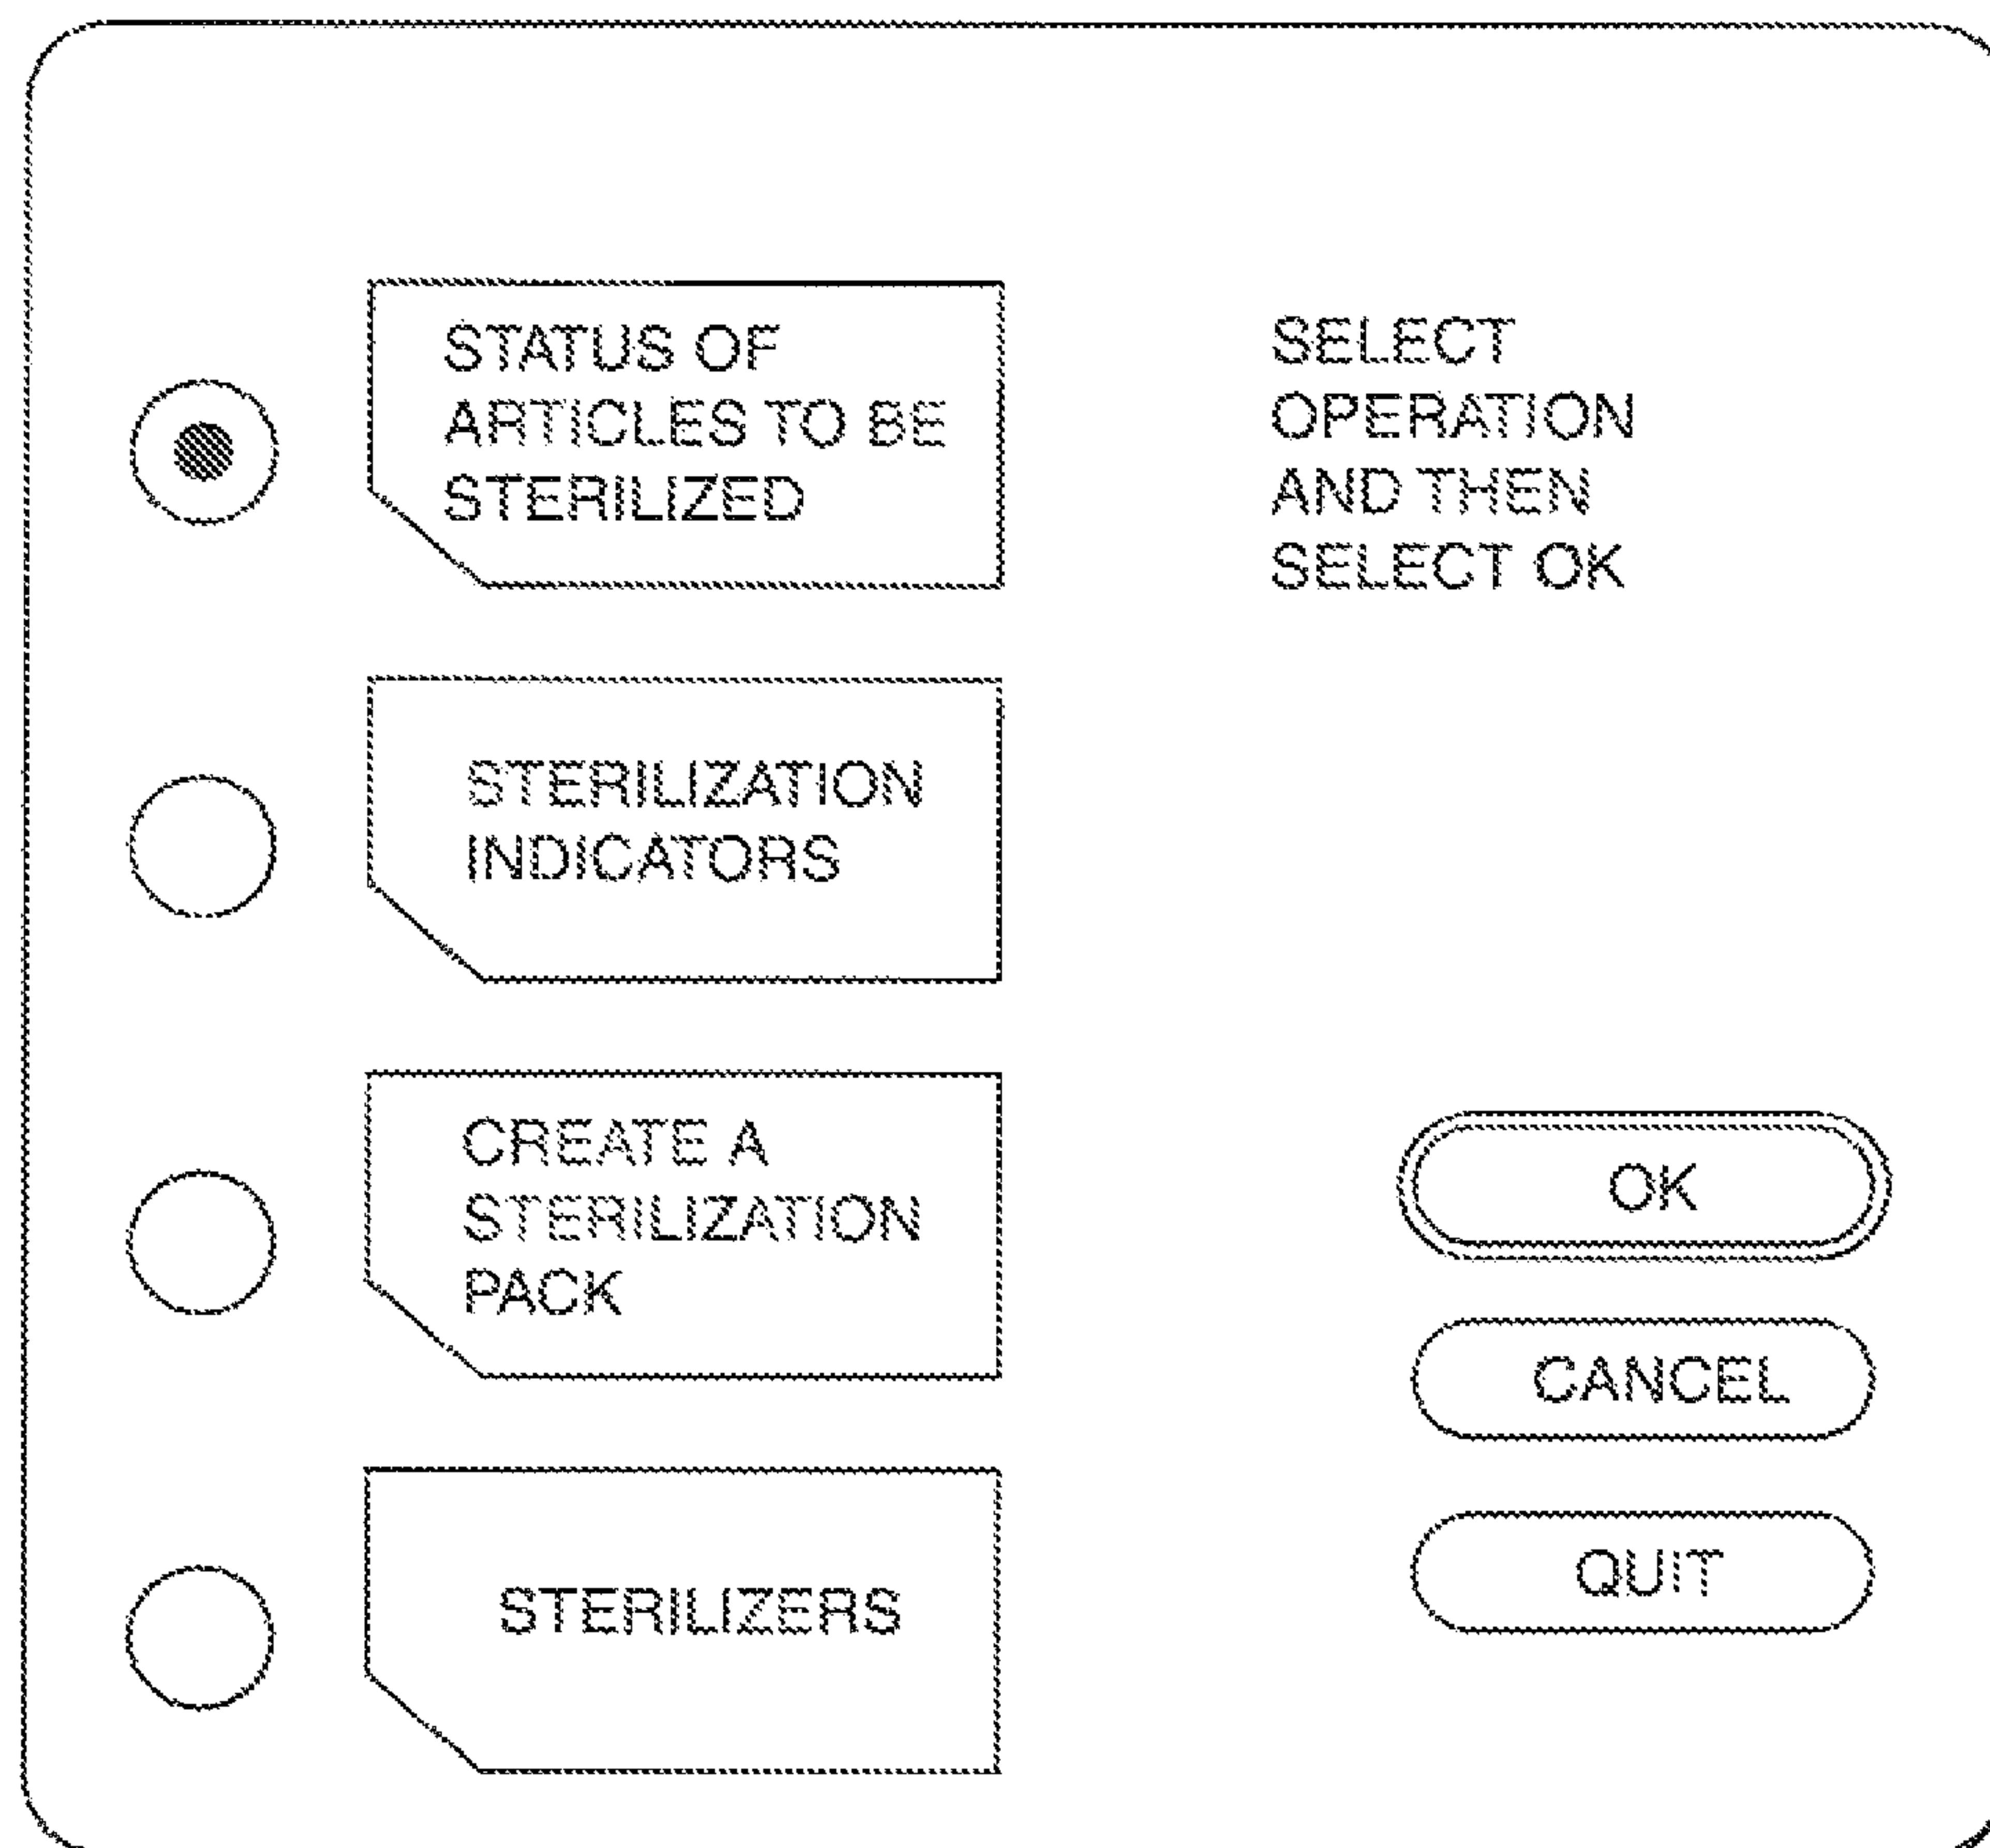 STATUS OF
ARTICLES TO BE
STERILIZED
SELECT
OPERATION
AND THEN
SELECT OK
STERILIZATION
INDICATORS
CREATE A
STERILIZATION
PACK
STERILIZERS
OK
CANCEL
QUIT